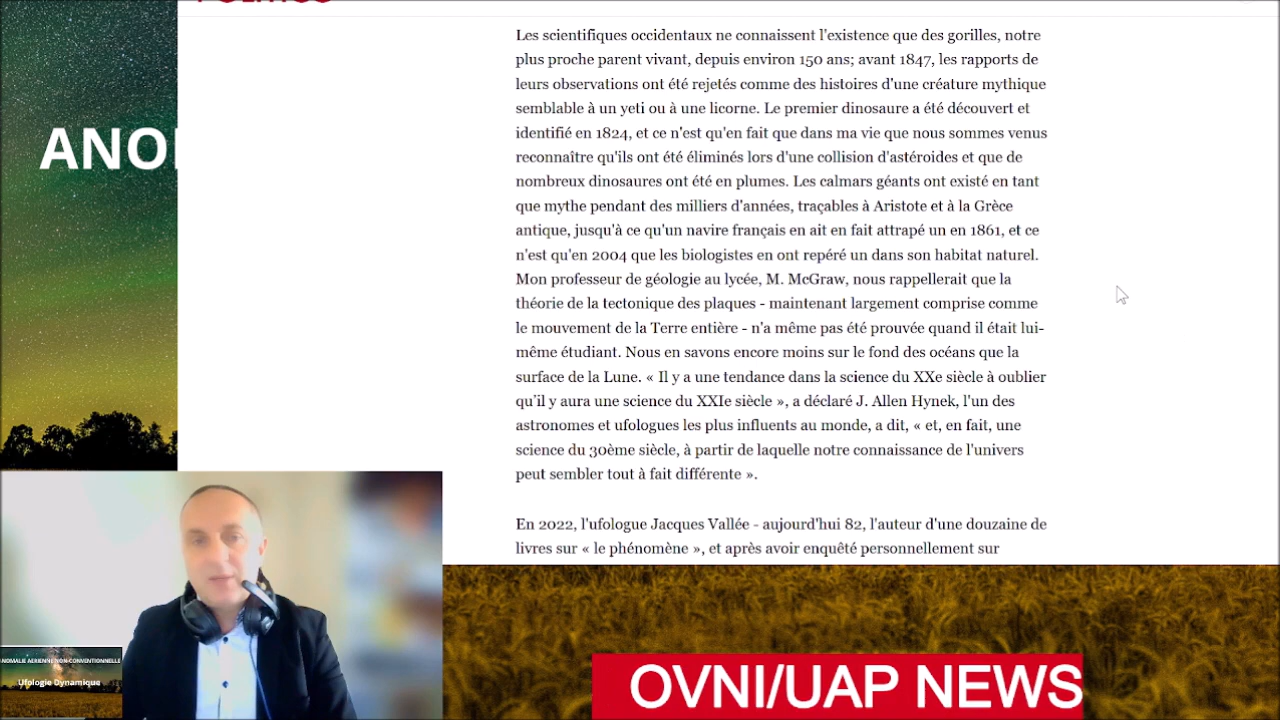 Les scientifiques occidentaux ne connaissent l'existence que des gorilles, notre
plus proche parent vivant, depuis environ 150 ans; avant 1847, les rapports de
leurs observations ont été rejetés comme des histoires d'une créature mythique
semblable à un yeti ou à une licorne. Le premier dinosaure a été découvert et
identifié en 1824, et ce n'est qu'en fait que dans ma vie que nous sommes venus
reconnaître qu'ils ont été éliminés lors d'une collision d'astéroides et que de
nombreux dinosaures ont été en plumes. Les calmars géants ont existé en tant
que mythe pendant des milliers d'années, traçables à Aristote et à la Grèce
antique, jusqu'à ce qu'un navire français en ait en fait attrapé un en 1861, et ce
n'est qu'en 2004 que les biologistes en ont repéré un dans son habitat naturel.
Mon professeur de géologie au lycée, M. McGraw, nous rappellerait que la
théorie de la tectonique des plaques - maintenant largement comprise comme
le mouvement de la Terre entière - n'a même pas été prouvée quand il était lui-
même étudiant. Nous en savons encore moins sur le fond des océans que la
surface de la Lune. « Il y a une tendance dans la science du XXe siècle à oublier
qu'il y aura une science du XXIe siècle », a déclaré J. Allen Hynek, l'un des
astronomes et ufologues les plus influents au monde, a dit, « et, en fait, une
science du 30ème siècle, à partir de laquelle notre connaissance de l'univers
peut sembler tout à fait différente ».
En 2022, l'ufologue Jacques Vallée - aujourd'hui 82, l'auteur d'une douzaine de
livres sur « le phénomène », et après avoir enquêté personnellement sur
ANO
ANOMALIE AERIENNE NON-CONVENTIONNELLE
Ufologie Dynamique
OVNI/UAP NEWS